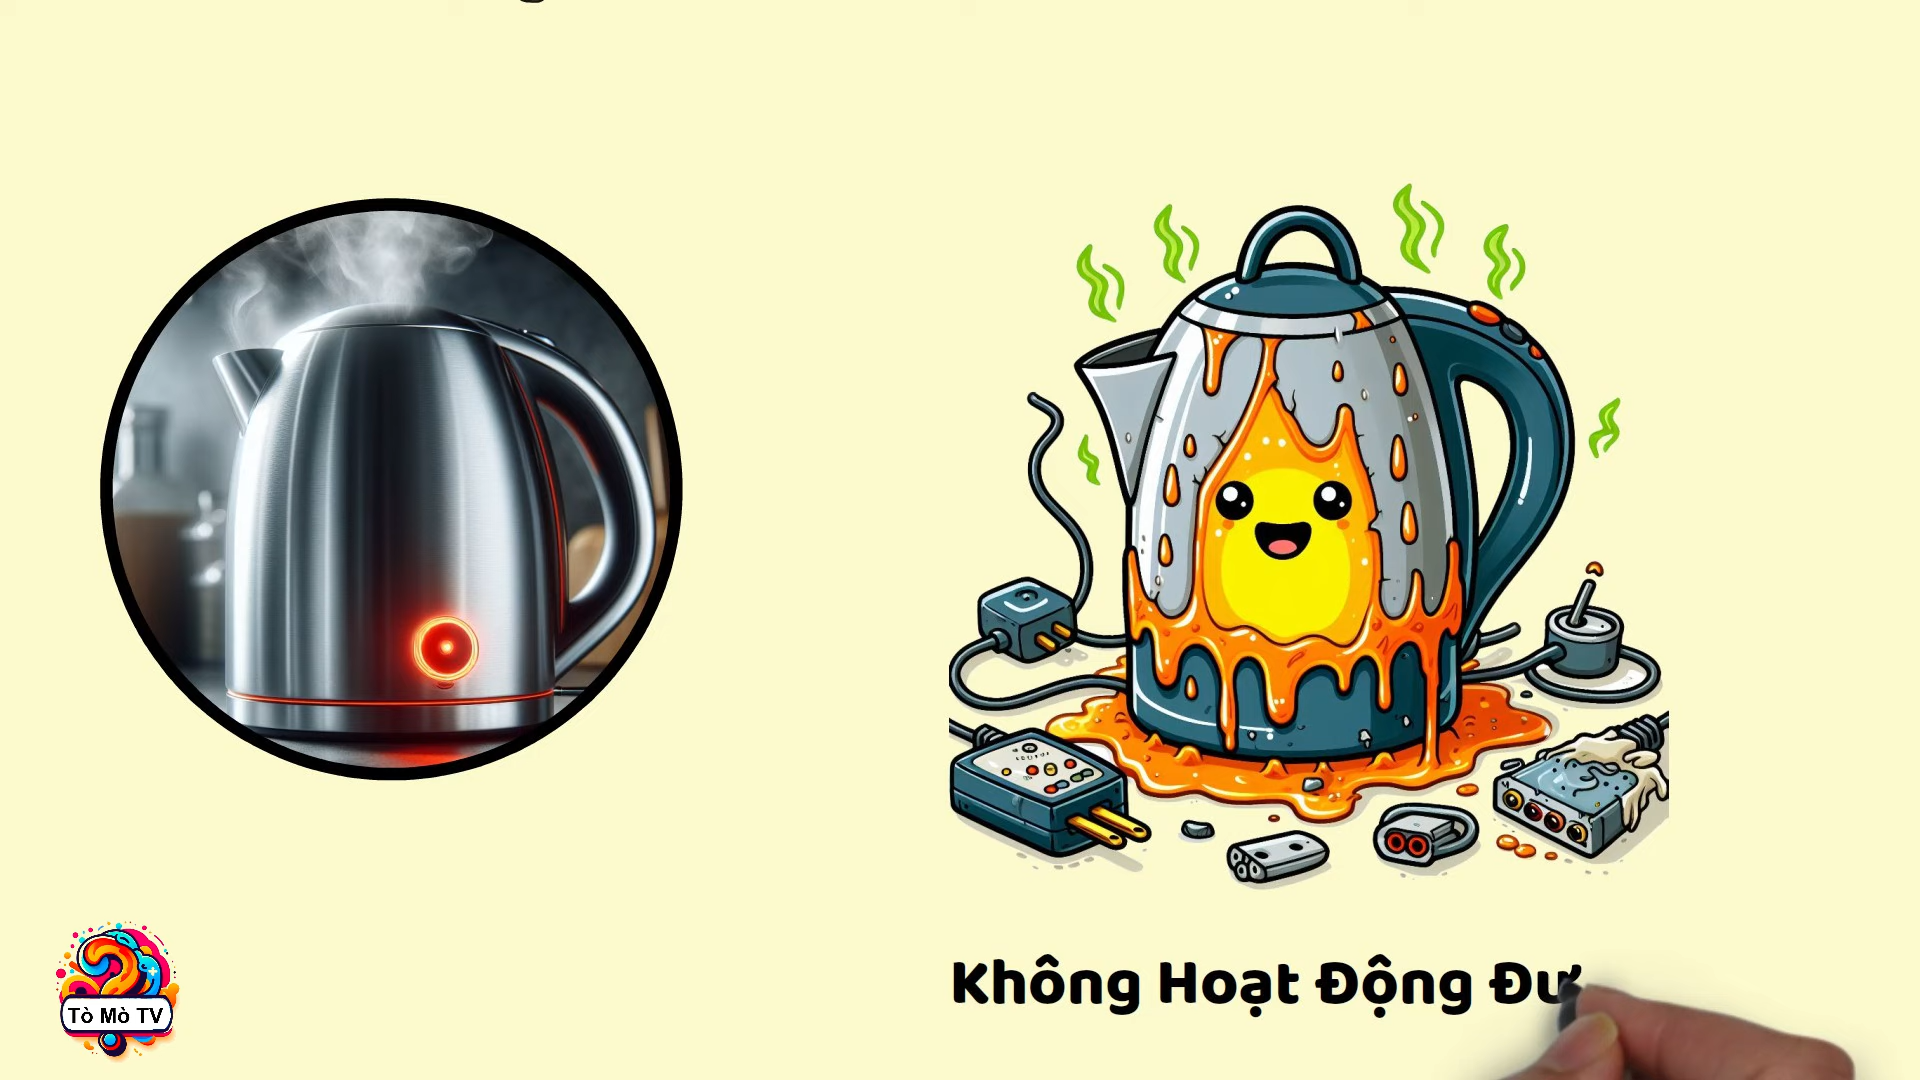 Không Hoạt Động Đư
Tò Mò TV